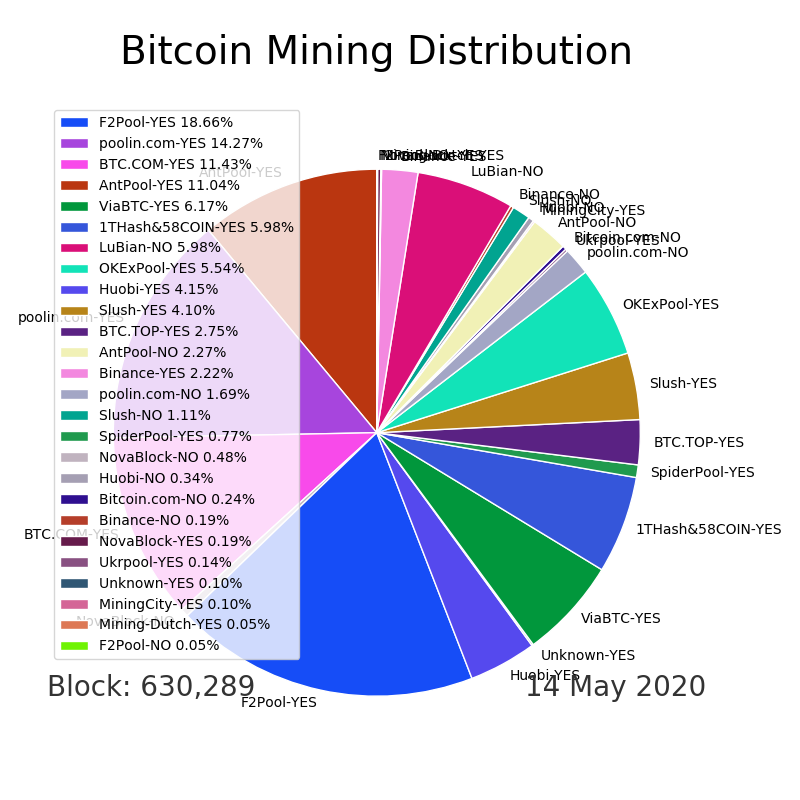 Bitcoin Mining Distribution
F2Pool-YES 18.66%
poolin.com-YES 14.27%
BTC.COM-YES 11.43%
AntPool-YES 11.04%
ViaBTC-YES 6.17%
1THash&58COIN-YES 5.98%
LuBian-NO 5.98%
OKExPool-YES 5.54%
Huobi-YES 4.15%
Slush-YES 4.10%
BTC.TOP-YES 2.75%
AntPool-NO 2.27%
Binance-YES 2.22%
poolin.com-NO 1.69%
Slush-NO 1.11%
SpiderPool-YES 0.77%
NovaBlock-NO 0.48%
Huobi-NO 0.34%
Bitcoin.com-NO 0.24%
Binance-NO 0.19%
NovaBlock-YES 0.19%
Ukrpool-YES 0.14%
Unknown-YES 0.10%
MiningCity-YES 0.10%
Mining-Dutch-YES 0.05%
F2Pool-NO 0.05%
AntPool-YES
poolin.com-YES
BTC.COM-YES
NovaBlock-NO
F2Pool-YES
Binance-YES
LuBian-NO
Binance-NO
Slush-NO
Huobi-NO
MiningCity-YES
AntPool-NO
Bitcoin.com-NO
Ukrpool-YES
poolin.com-NO
OKExPool-YES
Slush-YES
BTC.TOP-YES
SpiderPool-YES
1THash&58COIN-YES
ViaBTC-YES
Unknown-YES
Huobi-YES
Block: 630,289
14 May 2020